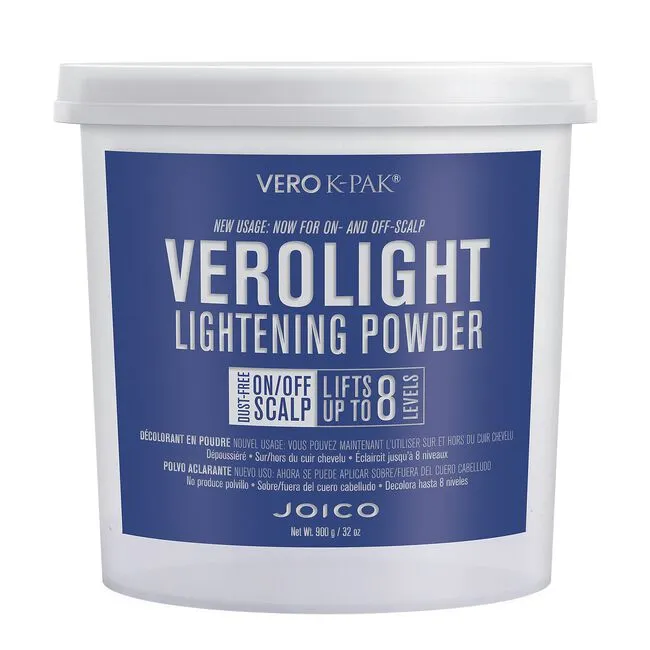 VERO K-PAK®
NEW USAGE: NOW FOR ON- AND OFF-SCALP
VEROLIGHT
LIGHTENING POWDER
DUST-FREE
ON/OFF
SCALP
LIFTS
UP TO 8
LEVELS
DÉCOLORANT EN POUDRE NOUVEL USAGE: VOUS POUVEZ MAINTENANT L'UTILISER SUR ET HORS DU CUIR CHEVELU
Dépoussiéré • Sur/hors du cuir chevelu • Éclaircit jusqu'à 8 niveaux
POLVO ACLARANTE NUEVO USO: AHORA SE PUEDE APLICAR SOBRE/FUERA DEL CUERO CABELLUDO
No produce polvillo • Sobre/fuera del cuero cabelludo • Decolora hasta 8 niveles
JOICO
Net Wt. 900 g / 32 oz